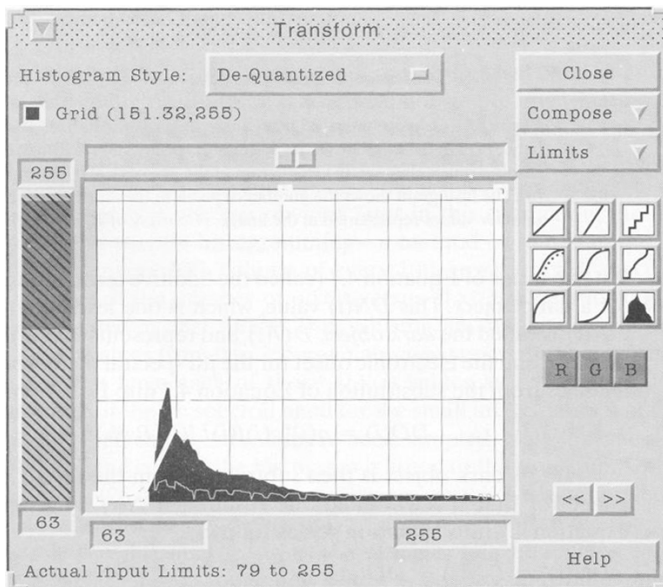 Transform
Histogram Style: De-Quantized
Close
Grid (151.32,255)
Compose
Limits
255
R G B
<< >>
63
63 255
Actual Input Limits: 79 to 255
Help